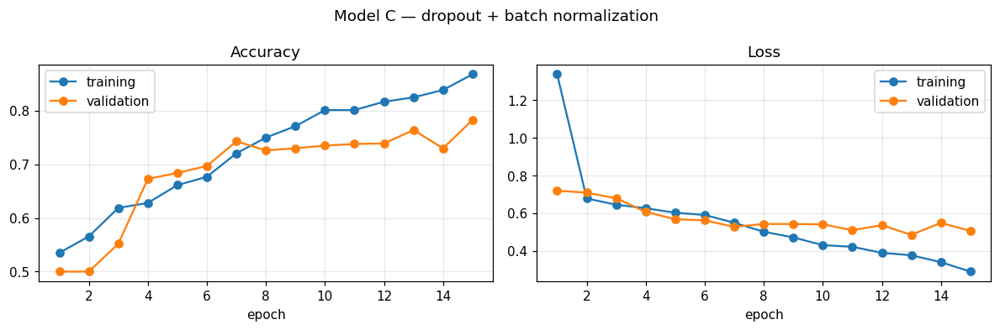 Model C — dropout + batch normalization
Accuracy
training
validation
0.8
0.7
0.6
0.5
2 4 6 8 10 12 14
epoch
Loss
training
validation
1.2
1.0
0.8
0.6
0.4
2 4 6 8 10 12 14
epoch